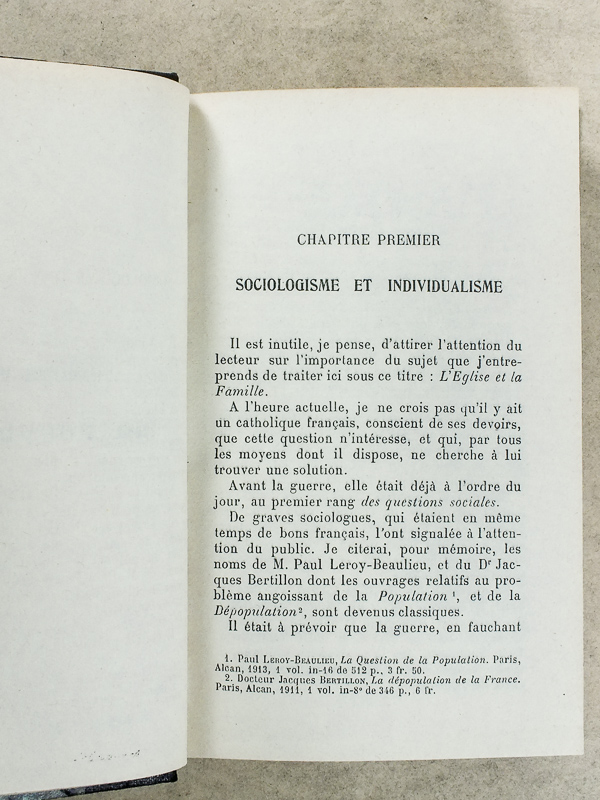 CHAPITRE PREMIER
SOCIOLOGISME ET INDIVIDUALISME
Il est inutile, je pense, d'attirer l'attention du
lecteur sur l'importance du sujet que j'entre-
prends de traiter ici sous ce titre : L'Eglise et la
Famille.
A l'heure actuelle, je ne crois pas qu'il y ait
un catholique français, conscient de ses devoirs,
que cette question n'intéresse, et qui, par tous
les moyens dont il dispose, ne cherche à lui
trouver une solution.
Avant la guerre, elle était déjà à l'ordre du
jour, au premier rang des questions sociales.
De graves sociologues, qui étaient en même
temps de bons français, l'ont signalée à l'atten-
tion du public. Je citerai, pour mémoire, les
noms de M. Paul Leroy-Beaulieu, et du Dr Jac-
ques Bertillon dont les ouvrages relatifs au pro-
blème angoissant de la Population ¹, et de la
Dépopulation ², sont devenus classiques.
Il était à prévoir que la guerre, en fauchant
1. Paul LEROY-BEAULIEU, La Question de la Population. Paris,
Alcan, 1913, 1 vol. in-16 de 512 p., 3 fr. 50.
2. Docteur Jacques BERTILLON, La dépopulation de la France.
Paris, Alcan, 1911, 1 vol. in-8° de 346 p., 6 fr.